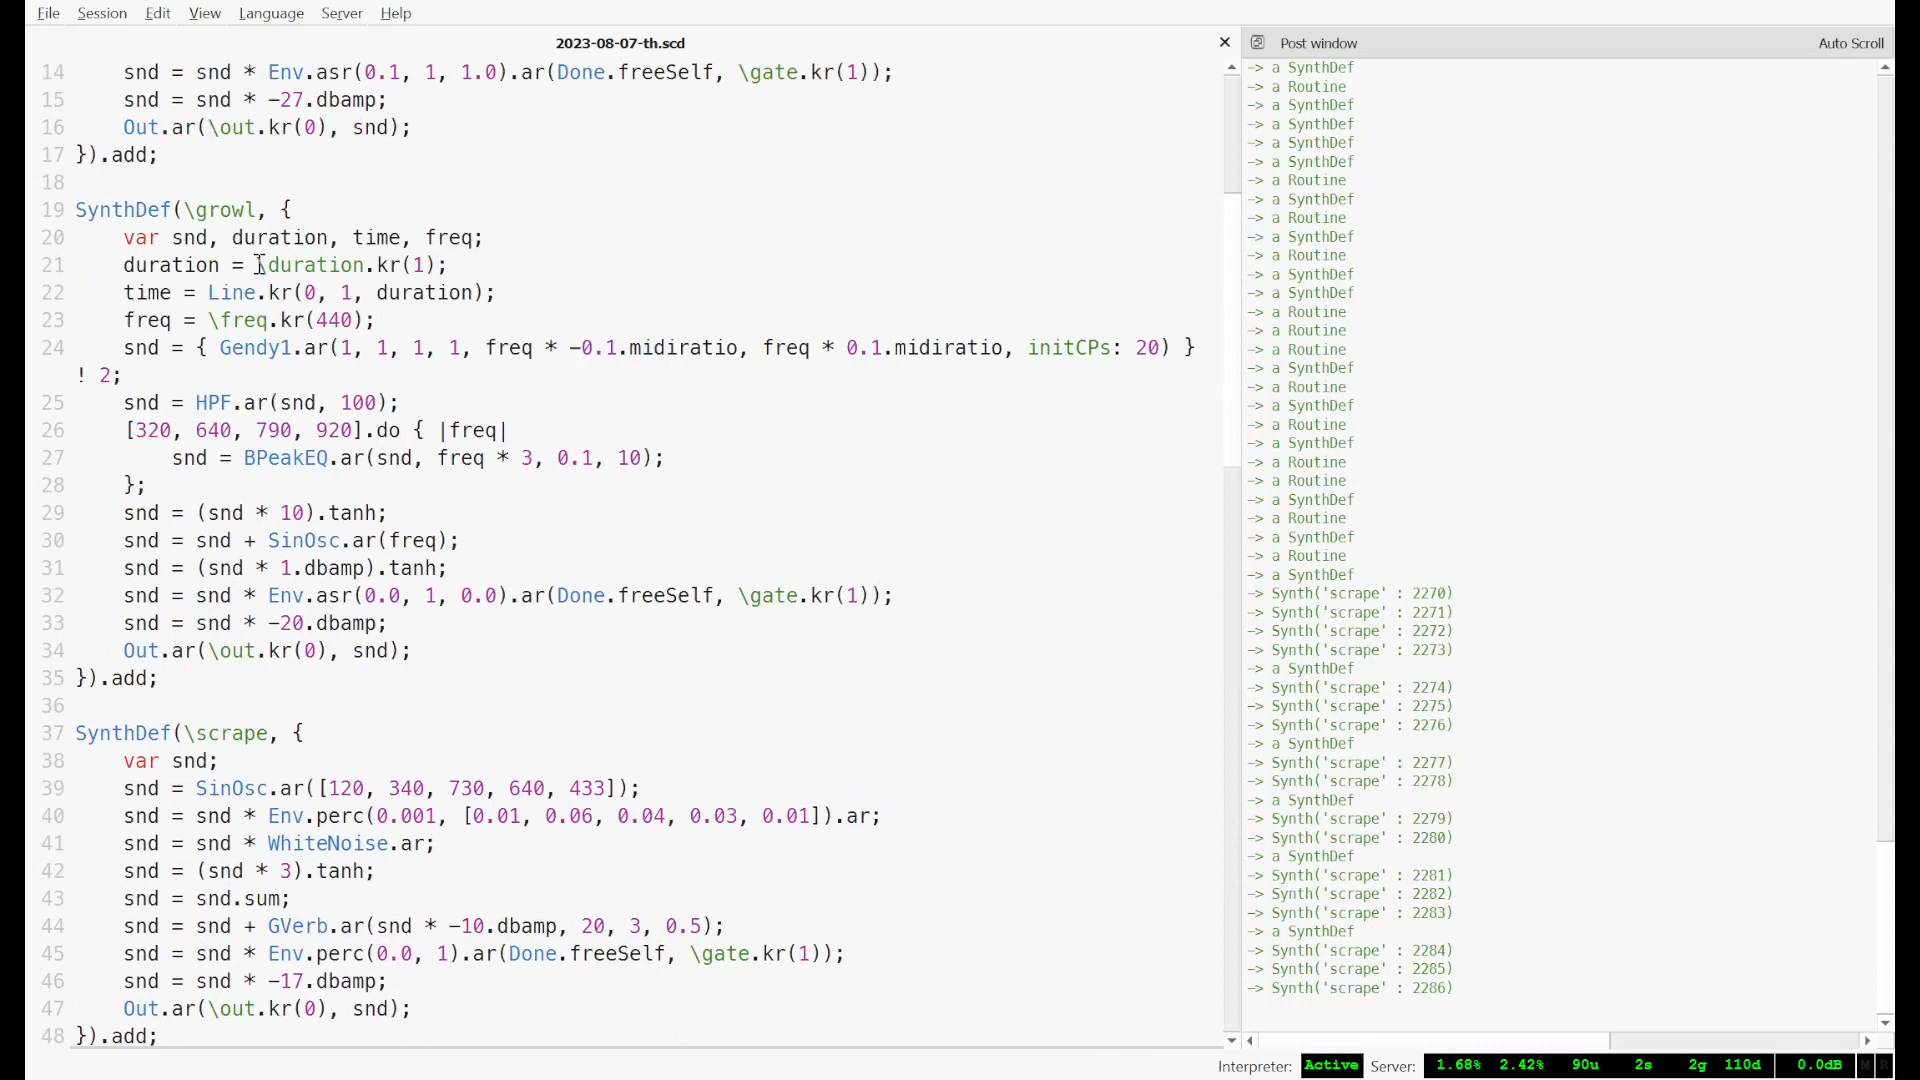 File Session Edit View Language Server Help
2023-08-07-th.scd
14 snd = snd * Env.asr(0.1, 1, 1.0).ar(Done.freeSelf, \gate.kr(1));
15 snd = snd * -27.dbamp;
16 Out.ar(\out.kr(0), snd);
17 }).add;
18
19 SynthDef(\growl, {
20 var snd, duration, time, freq;
21 duration = \duration.kr(1);
22 time = Line.kr(0, 1, duration);
23 freq = \freq.kr(440);
24 snd = { Gendy1.ar(1, 1, 1, 1, freq * -0.1.midiratio, freq * 0.1.midiratio, initCPs: 20) }
! 2;
25 snd = HPF.ar(snd, 100);
26 [320, 640, 790, 920].do { |freq|
27 snd = BPeakEQ.ar(snd, freq * 3, 0.1, 10);
28 };
29 snd = (snd * 10).tanh;
30 snd = snd + SinOsc.ar(freq);
31 snd = (snd * 1.dbamp).tanh;
32 snd = snd * Env.asr(0.0, 1, 0.0).ar(Done.freeSelf, \gate.kr(1));
33 snd = snd * -20.dbamp;
34 Out.ar(\out.kr(0), snd);
35 }).add;
36
37 SynthDef(\scrape, {
38 var snd;
39 snd = SinOsc.ar([120, 340, 730, 640, 433]);
40 snd = snd * Env.perc(0.001, [0.01, 0.06, 0.04, 0.03, 0.01]).ar;
41 snd = snd * WhiteNoise.ar;
42 snd = (snd * 3).tanh;
43 snd = snd.sum;
44 snd = snd + GVerb.ar(snd * -10.dbamp, 20, 3, 0.5);
45 snd = snd * Env.perc(0.0, 1).ar(Done.freeSelf, \gate.kr(1));
46 snd = snd * -17.dbamp;
47 Out.ar(\out.kr(0), snd);
48 }).add;
Post window Auto Scroll
-> a SynthDef
-> a Routine
-> a SynthDef
-> a SynthDef
-> a SynthDef
-> a SynthDef
-> a Routine
-> a SynthDef
-> a Routine
-> a SynthDef
-> a Routine
-> a SynthDef
-> a SynthDef
-> a Routine
-> a Routine
-> a Routine
-> a SynthDef
-> a Routine
-> a SynthDef
-> a Routine
-> a SynthDef
-> a Routine
-> a Routine
-> a SynthDef
-> a Routine
-> a SynthDef
-> a Routine
-> a SynthDef
-> Synth('scrape' : 2270)
-> Synth('scrape' : 2271)
-> Synth('scrape' : 2272)
-> Synth('scrape' : 2273)
-> a SynthDef
-> Synth('scrape' : 2274)
-> Synth('scrape' : 2275)
-> Synth('scrape' : 2276)
-> a SynthDef
-> Synth('scrape' : 2277)
-> Synth('scrape' : 2278)
-> a SynthDef
-> Synth('scrape' : 2279)
-> Synth('scrape' : 2280)
-> a SynthDef
-> Synth('scrape' : 2281)
-> Synth('scrape' : 2282)
-> Synth('scrape' : 2283)
-> a SynthDef
-> Synth('scrape' : 2284)
-> Synth('scrape' : 2285)
-> Synth('scrape' : 2286)
Interpreter: Active Server: 1.68% 2.42% 90u 2s 2g 110d 0.0dB M R